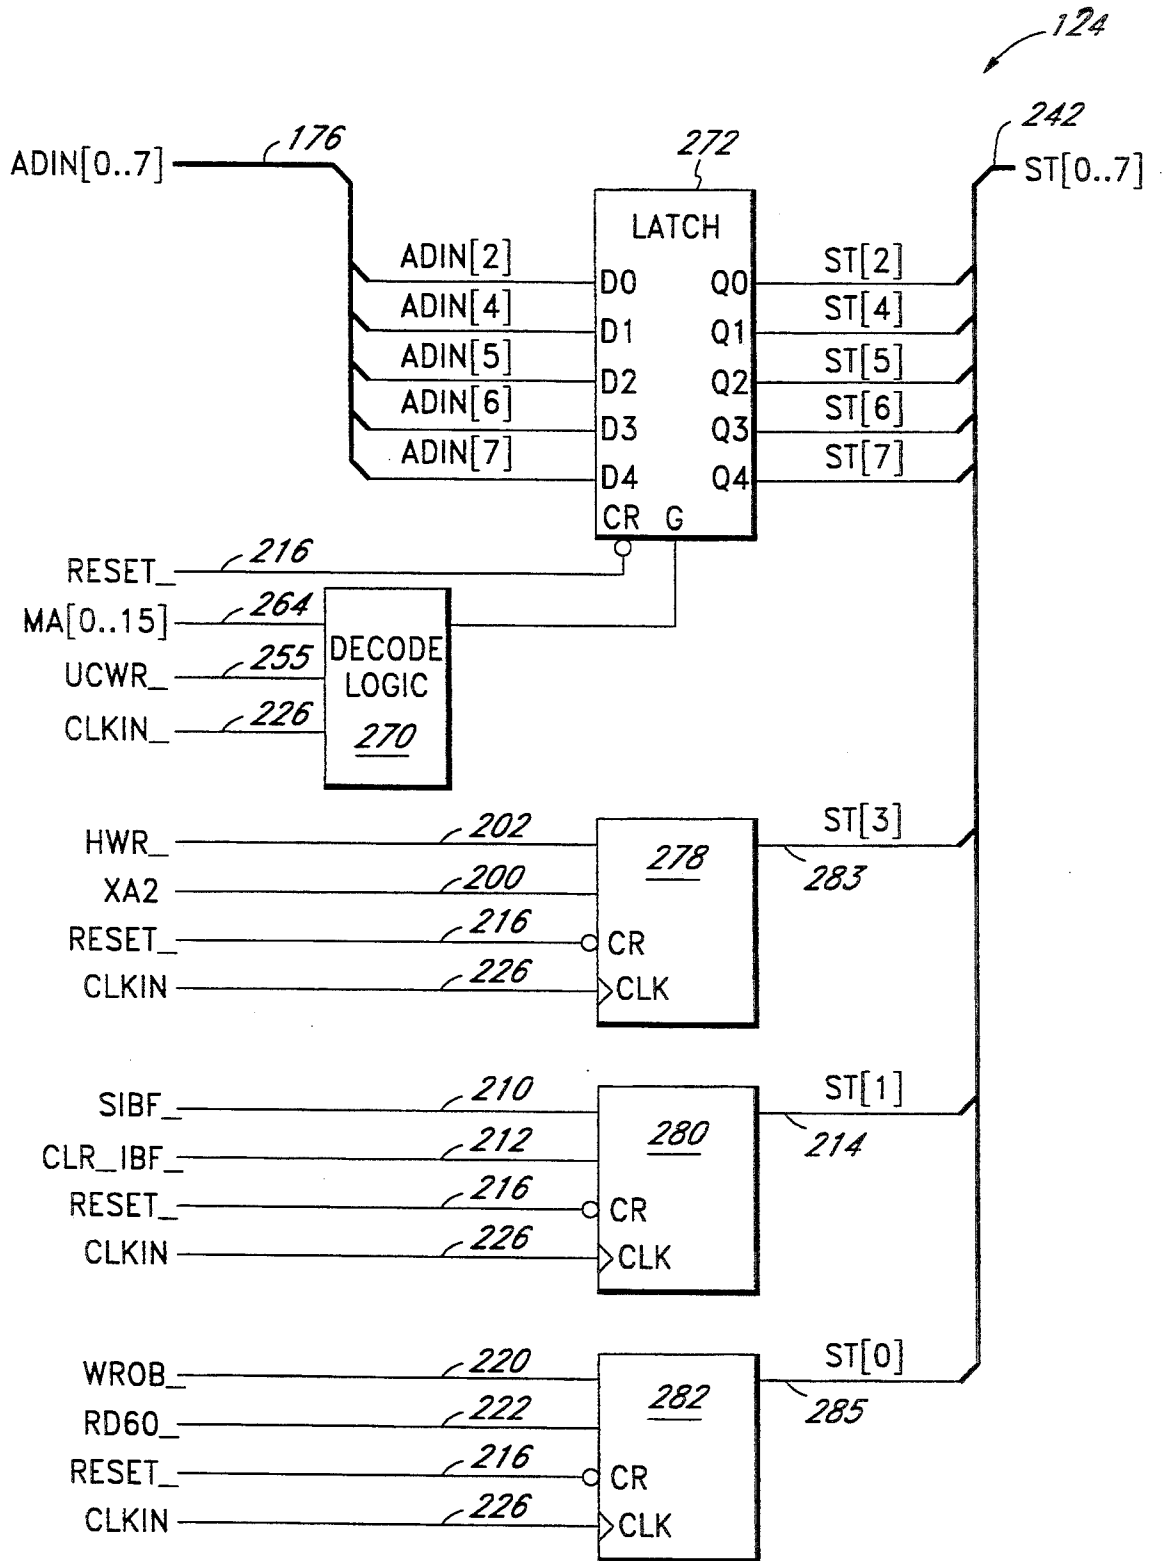 124
ADIN[0..7] 176 272 242 ST[0..7]
LATCH
ADIN[2] D0 Q0 ST[2]
ADIN[4] D1 Q1 ST[4]
ADIN[5] D2 Q2 ST[5]
ADIN[6] D3 Q3 ST[6]
ADIN[7] D4 Q4 ST[7]
CR G
RESET_ 216
MA[0..15] 264
UCWR_ 255
CLKIN_ 226
DECODE
LOGIC
270
HWR_ 202 278 ST[3]
XA2 200 283
RESET_ 216 CR
CLKIN 226 CLK
SIBF_ 210 280 ST[1]
CLR_IBF_ 212 214
RESET_ 216 CR
CLKIN 226 CLK
WROB_ 220 282 ST[0]
RD60_ 222 285
RESET_ 216 CR
CLKIN 226 CLK